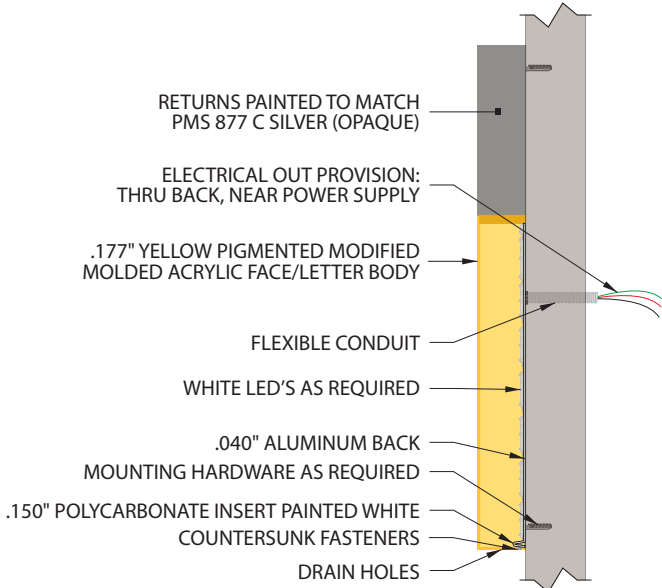 RETURNS PAINTED TO MATCH
PMS 877 C SILVER (OPAQUE)
ELECTRICAL OUT PROVISION:
THRU BACK, NEAR POWER SUPPLY
.177" YELLOW PIGMENTED MODIFIED
MOLDED ACRYLIC FACE/LETTER BODY
FLEXIBLE CONDUIT
WHITE LED'S AS REQUIRED
.040" ALUMINUM BACK
MOUNTING HARDWARE AS REQUIRED
.150" POLYCARBONATE INSERT PAINTED WHITE
COUNTERSUNK FASTENERS
DRAIN HOLES